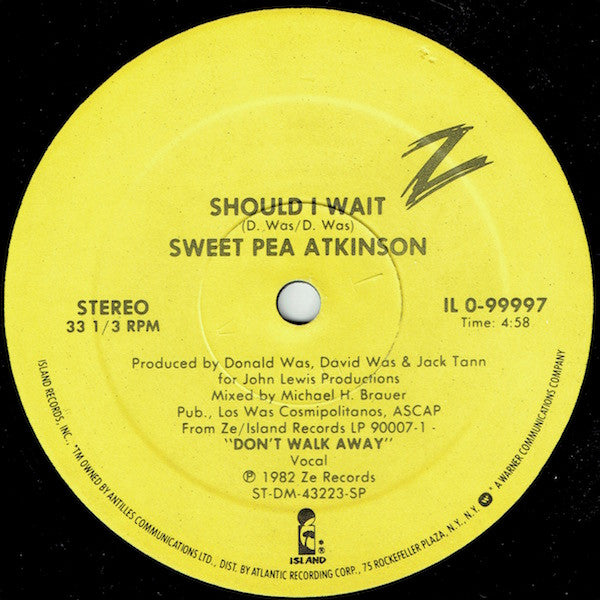 Z
SHOULD I WAIT
(D. Was/D. Was)
SWEET PEA ATKINSON
STEREO
33 1/3 RPM
IL 0-99997
Time: 4:58
Produced by Donald Was, David Was & Jack Tann
for John Lewis Productions
Mixed by Michael H. Brauer
Pub., Los Was Cosmipolitanos, ASCAP
From Ze/Island Records LP 90007-1 -
"DON'T WALK AWAY"
Vocal
℗ 1982 Ze Records
ST-DM-43223-SP
ISLAND®
ISLAND RECORDS, INC., *TM OWNED BY ANTILLES COMMUNICATIONS LTD., DIST. BY ATLANTIC RECORDING CORP., 75 ROCKEFELLER PLAZA, N.Y., N.Y. W * A WARNER COMMUNICATIONS COMPANY